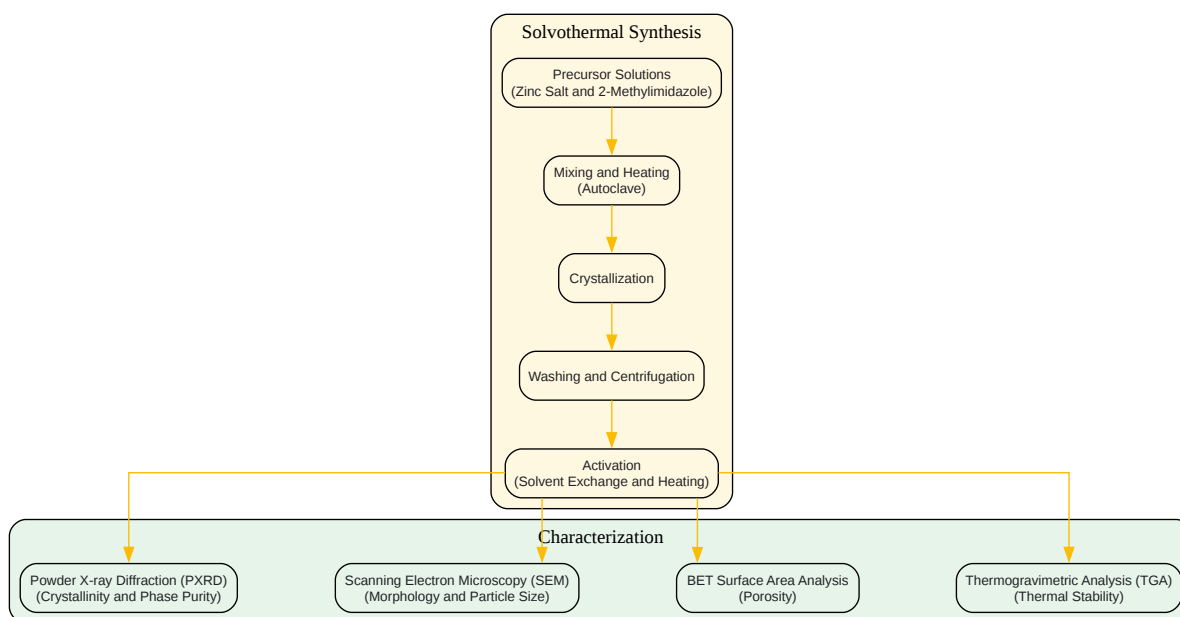 Solvothermal Synthesis
Precursor Solutions
(Zinc Salt and 2-Methylimidazole)
Mixing and Heating
(Autoclave)
Crystallization
Washing and Centrifugation
Activation
(Solvent Exchange and Heating)
Characterization
Powder X-ray Diffraction (PXRD)
(Crystallinity and Phase Purity)
Scanning Electron Microscopy (SEM)
(Morphology and Particle Size)
BET Surface Area Analysis
(Porosity)
Thermogravimetric Analysis (TGA)
(Thermal Stability)